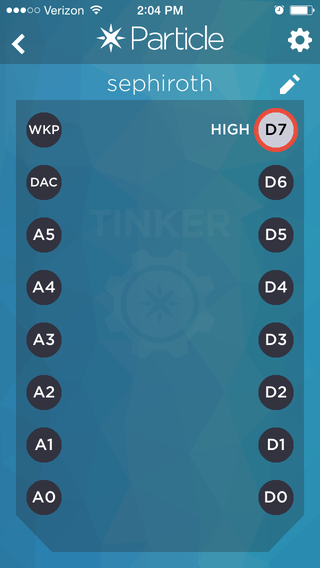 Verizon 2:04 PM
Particle
sephiroth
WKP HIGH D7
DAC D6
A5 TINKER D5
A4 D4
A3 D3
A2 D2
A1 D1
A0 D0